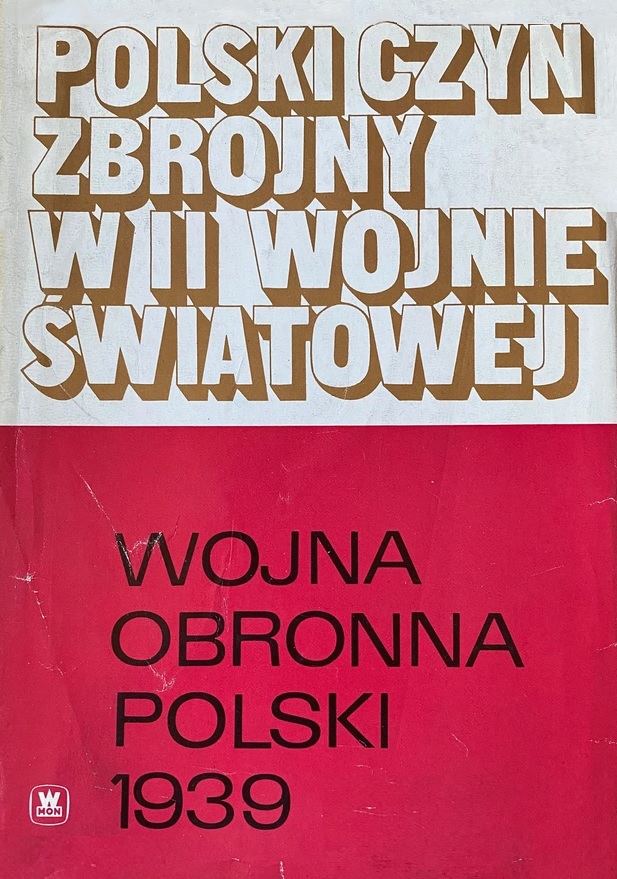 POLSKI CZYN
ZBROJNY
W II WOJNIE
ŚWIATOWEJ
WOJNA
OBRONNA
POLSKI
1939
W
MON